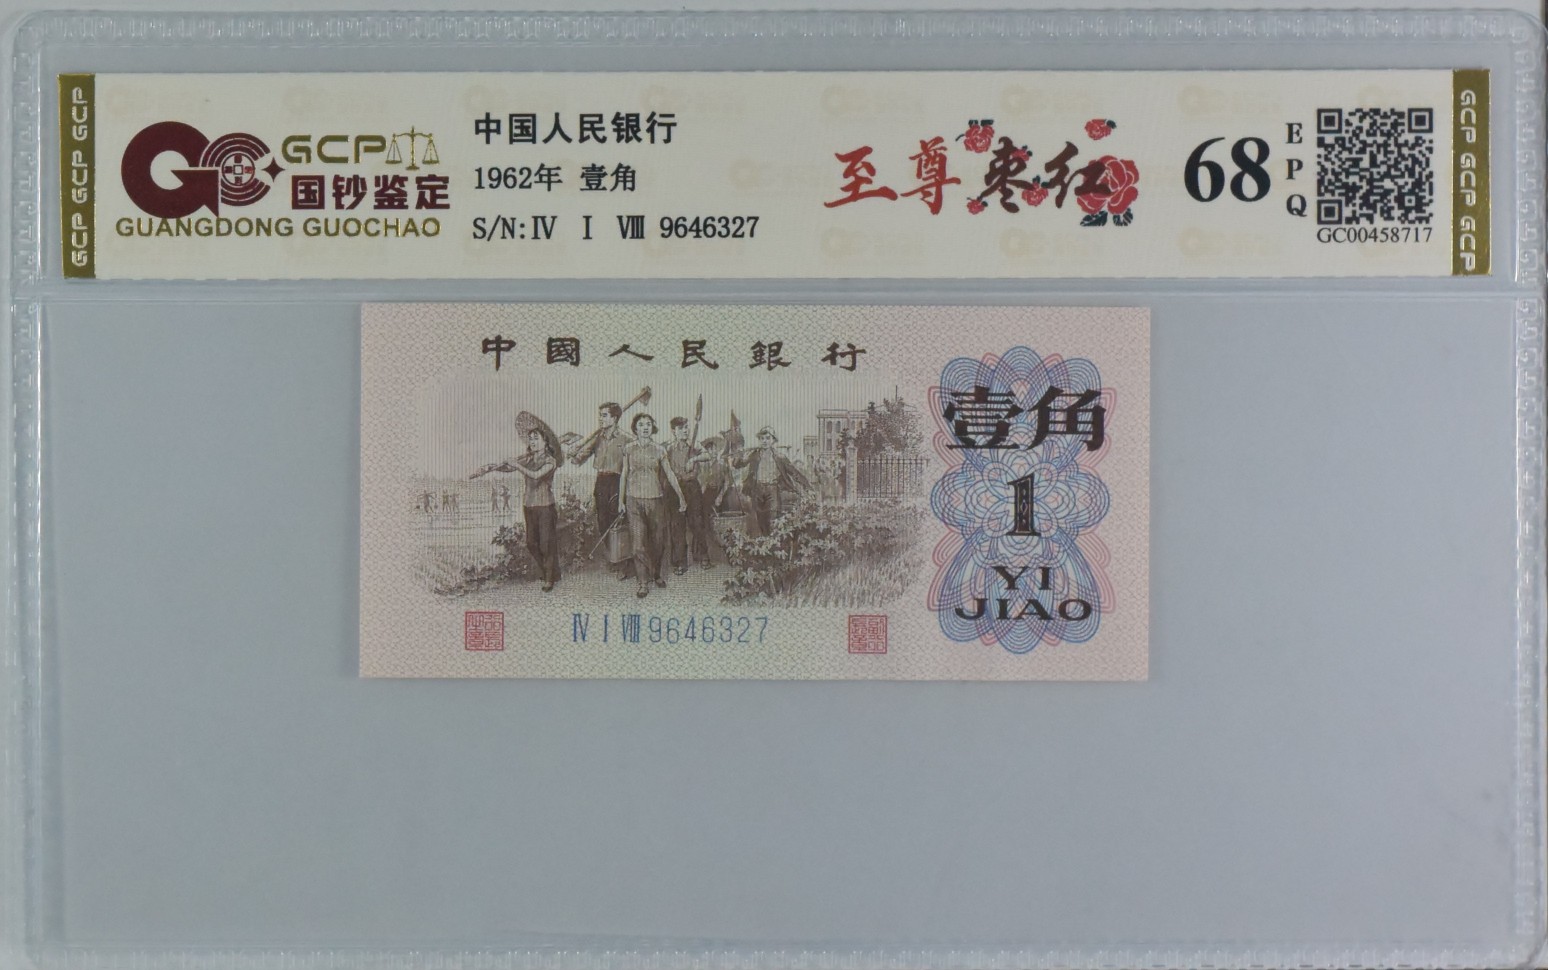 GCP GCP GCP
GCP
国钞鉴定
GUANGDONG GUOCHAO
中国人民银行
1962年 壹角
S/N:Ⅳ Ⅰ Ⅷ 9646327
至尊枣红
68
EPQ
GC00458717
GCP GCP GCP
中國人民銀行
壹角
1
YI
JIAO
Ⅳ Ⅰ Ⅷ 9646327